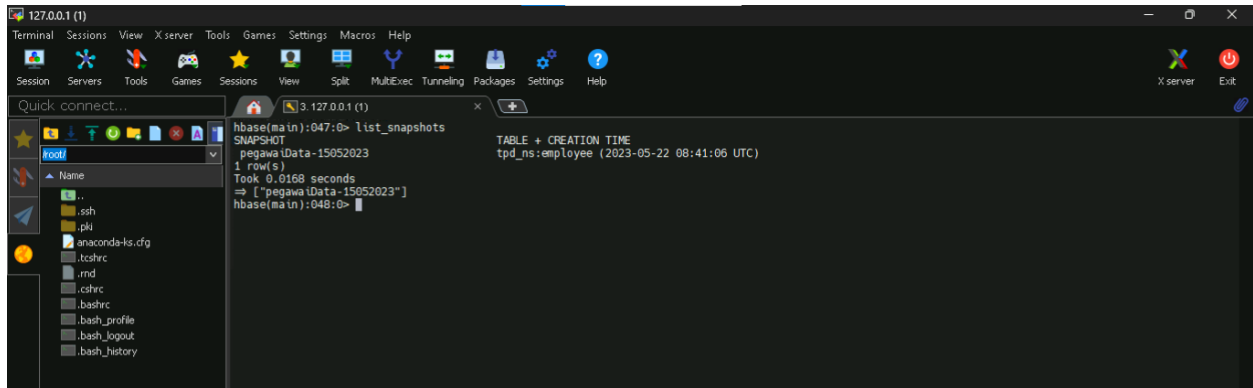 127.0.0.1 (1)
Terminal Sessions View X server Tools Games Settings Macros Help
Session Servers Tools Games Sessions View Split MultiExec Tunneling Packages Settings Help X server Exit
Quick connect...
3. 127.0.0.1 (1)
/root/
Name
..
.ssh
.pki
anaconda-ks.cfg
.tcshrc
.rnd
.cshrc
.bashrc
.bash_profile
.bash_logout
.bash_history
hbase(main):047:0> list_snapshots
SNAPSHOT TABLE + CREATION TIME
pegawaiData-15052023 tpd_ns:employee (2023-05-22 08:41:06 UTC)
1 row(s)
Took 0.0168 seconds
=> ["pegawaiData-15052023"]
hbase(main):048:0>